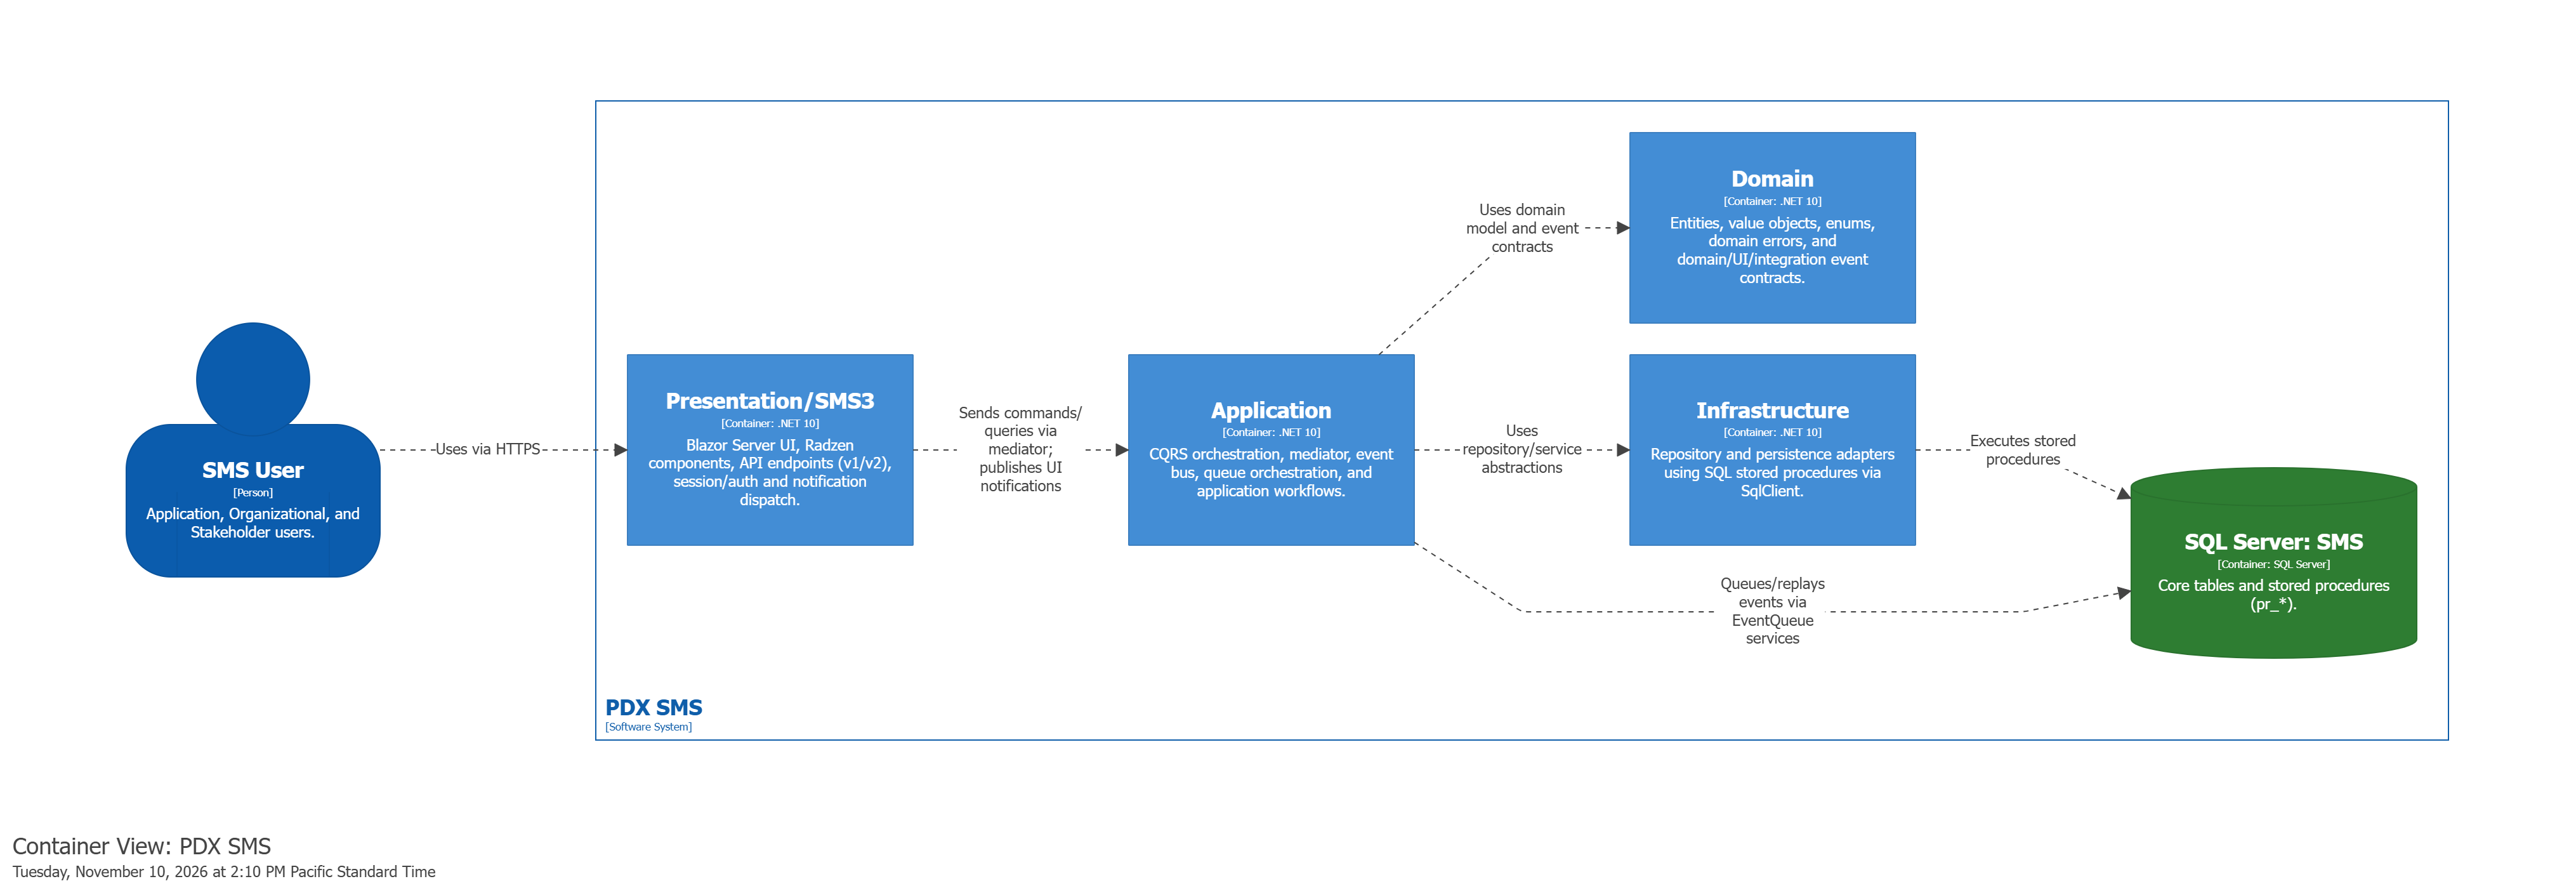 Domain
[Container: .NET 10]
Entities, value objects, enums,
domain errors, and
domain/UI/integration event
contracts.
Uses domain
model and event
contracts
SMS User
[Person]
Application, Organizational, and
Stakeholder users.
Uses via HTTPS
Presentation/SMS3
[Container: .NET 10]
Blazor Server UI, Radzen
components, API endpoints (v1/v2),
session/auth and notification
dispatch.
Sends commands/
queries via
mediator;
publishes UI
notifications
Application
[Container: .NET 10]
CQRS orchestration, mediator, event
bus, queue orchestration, and
application workflows.
Uses
repository/service
abstractions
Infrastructure
[Container: .NET 10]
Repository and persistence adapters
using SQL stored procedures via
SqlClient.
Executes stored
procedures
SQL Server: SMS
[Container: SQL Server]
Core tables and stored procedures
(pr_*).
Queues/replays
events via
EventQueue
services
PDX SMS
[Software System]
Container View: PDX SMS
Tuesday, November 10, 2026 at 2:10 PM Pacific Standard Time